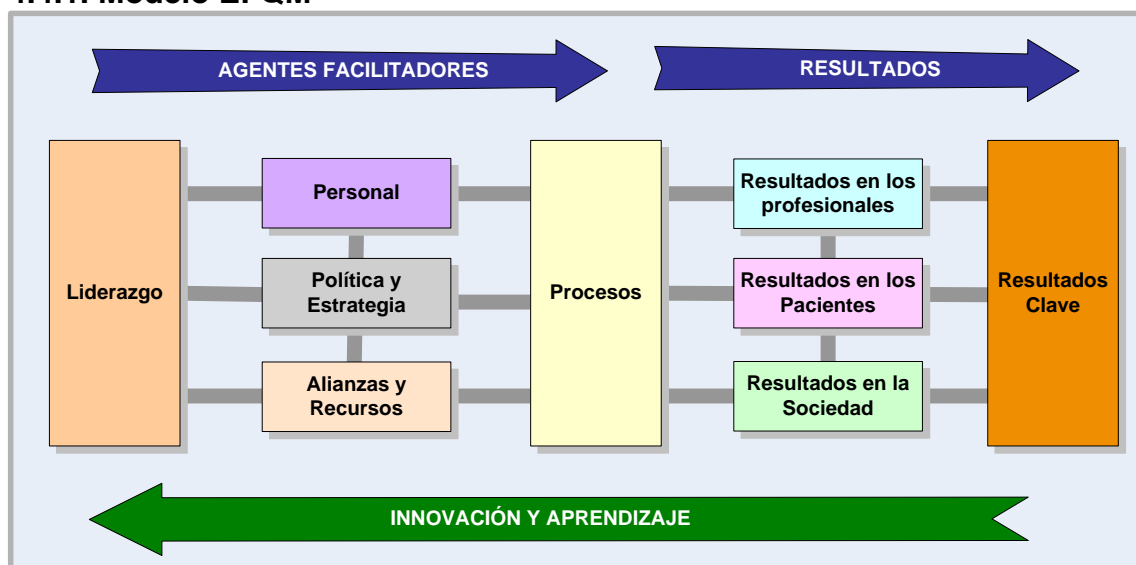 Modelo
AGENTES FACILITADORES
RESULTADOS
Liderazgo
Personal
Política y
Estrategia
Alianzas y
Recursos
Procesos
Resultados en los
profesionales
Resultados en los
Pacientes
Resultados en la
Sociedad
Resultados
Clave
INNOVACIÓN Y APRENDIZAJE